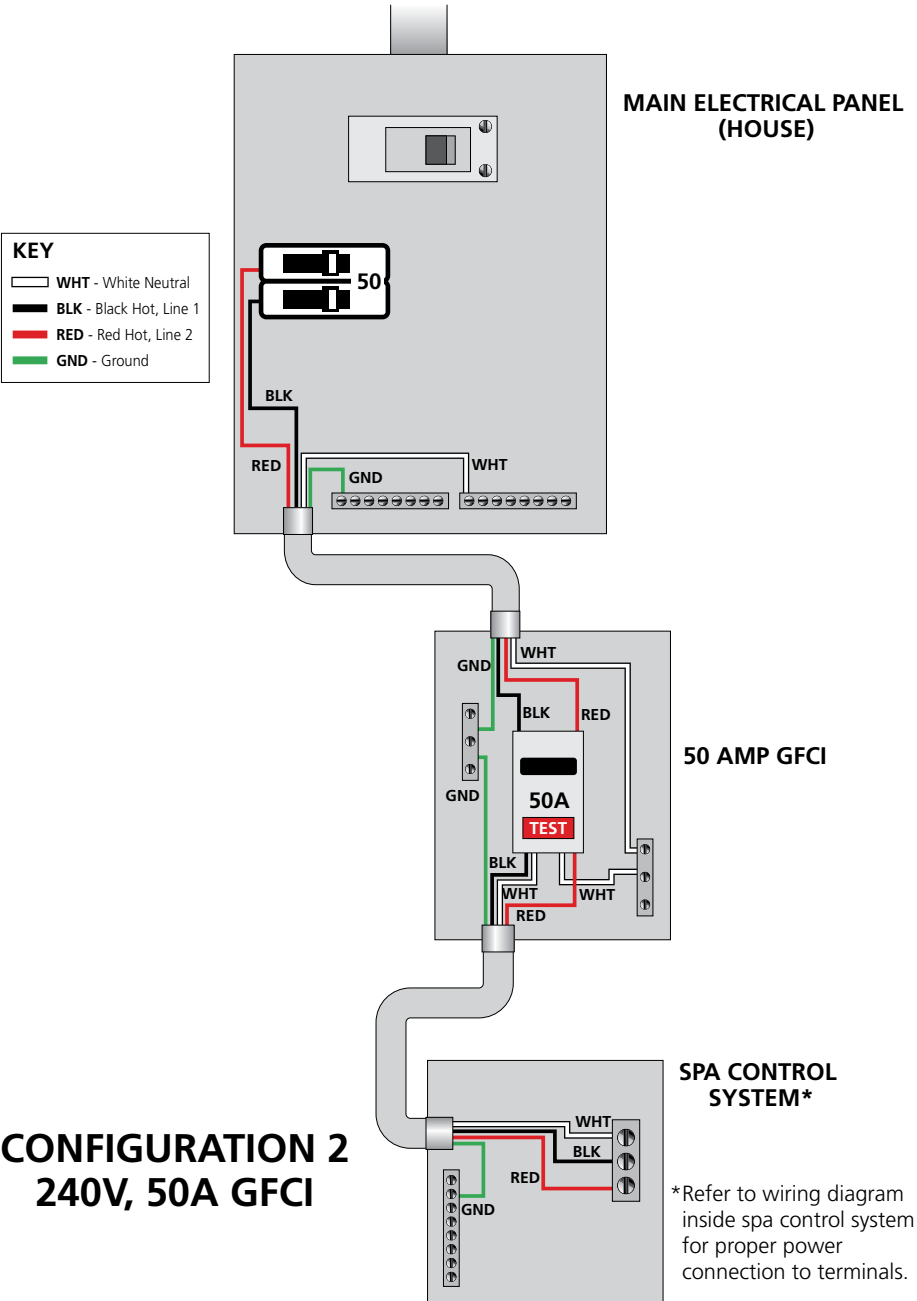 MAIN ELECTRICAL PANEL
(HOUSE)
KEY
WHT - White Neutral
BLK - Black Hot, Line 1
RED - Red Hot, Line 2
GND - Ground
50
BLK
RED
GND
WHT
WHT
GND
BLK
RED
50 AMP GFCI
GND
50A
TEST
BLK
WHT
WHT
RED
SPA CONTROL
SYSTEM*
WHT
BLK
RED
GND
CONFIGURATION 2
240V, 50A GFCI
*Refer to wiring diagram
inside spa control system
for proper power
connection to terminals.